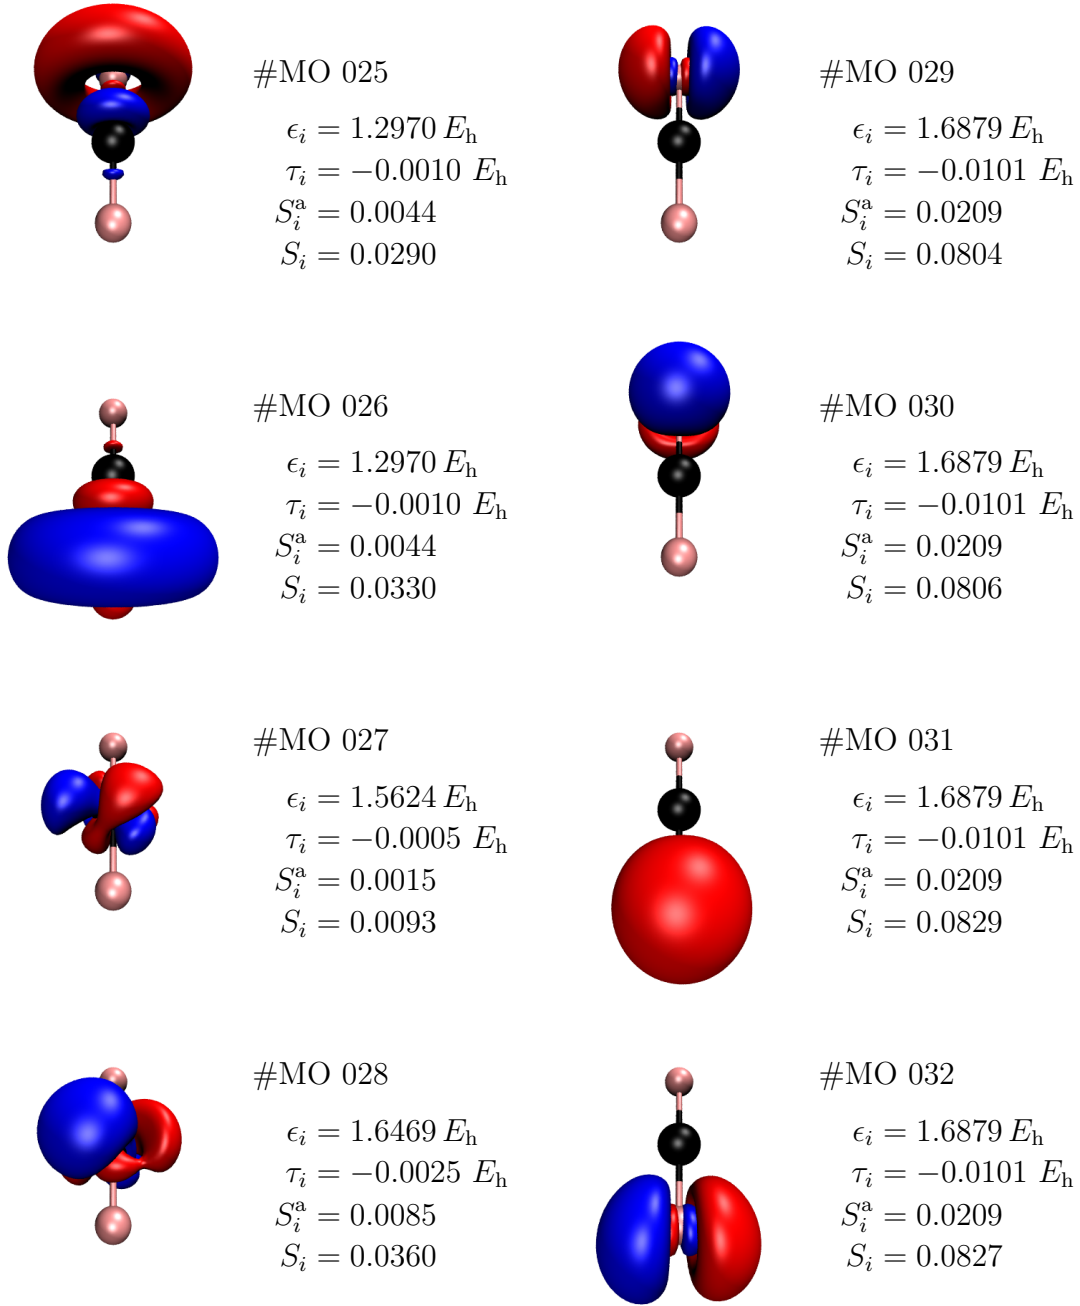 #MO 025
ϵᵢ = 1.2970 Eₕ
τᵢ = −0.0010 Eₕ
Sᵢᵃ = 0.0044
Sᵢ = 0.0290
#MO 026
ϵᵢ = 1.2970 Eₕ
τᵢ = −0.0010 Eₕ
Sᵢᵃ = 0.0044
Sᵢ = 0.0330
#MO 027
ϵᵢ = 1.5624 Eₕ
τᵢ = −0.0005 Eₕ
Sᵢᵃ = 0.0015
Sᵢ = 0.0093
#MO 028
ϵᵢ = 1.6469 Eₕ
τᵢ = −0.0025 Eₕ
Sᵢᵃ = 0.0085
Sᵢ = 0.0360
#MO 029
ϵᵢ = 1.6879 Eₕ
τᵢ = −0.0101 Eₕ
Sᵢᵃ = 0.0209
Sᵢ = 0.0804
#MO 030
ϵᵢ = 1.6879 Eₕ
τᵢ = −0.0101 Eₕ
Sᵢᵃ = 0.0209
Sᵢ = 0.0806
#MO 031
ϵᵢ = 1.6879 Eₕ
τᵢ = −0.0101 Eₕ
Sᵢᵃ = 0.0209
Sᵢ = 0.0829
#MO 032
ϵᵢ = 1.6879 Eₕ
τᵢ = −0.0101 Eₕ
Sᵢᵃ = 0.0209
Sᵢ = 0.0827